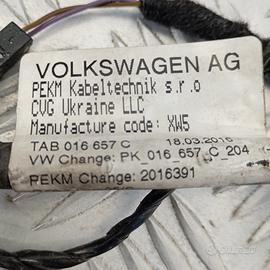 VOLKSWAGEN AG
PEKM Kabeltechnik s.r.o
CVG Ukraine LLC
Manufacture code: XW5
TAB 016 657 C 18.03.2016
VW Change: PK_016_657_C_204
PEKM Change: 2016391
subito